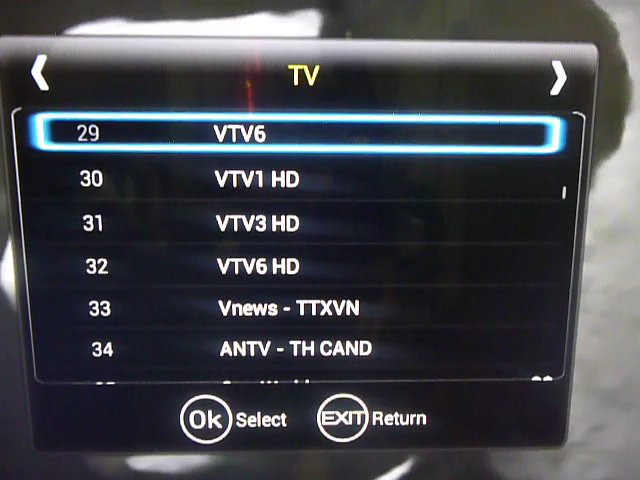 TV
29 VTV6
30 VTV1 HD
31 VTV3 HD
32 VTV6 HD
33 Vnews - TTXVN
34 ANTV - TH CAND
Ok Select EXIT Return